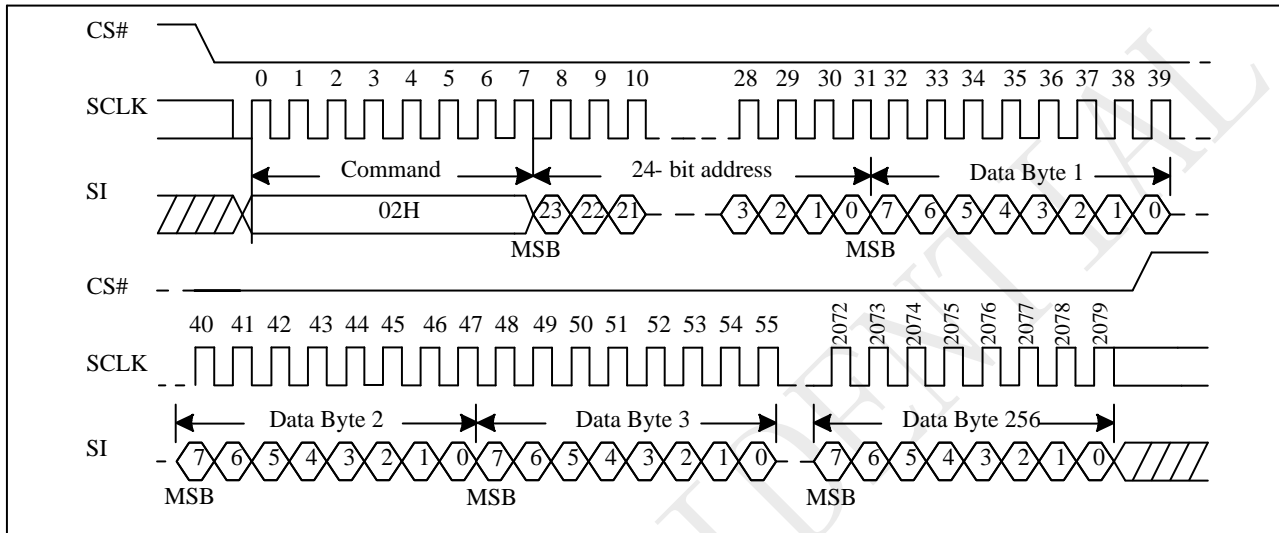 CS#
0 1 2 3 4 5 6 7 8 9 10 28 29 30 31 32 33 34 35 36 37 38 39
SCLK
Command 24- bit address Data Byte 1
SI
02H 23 22 21 3 2 1 0 7 6 5 4 3 2 1 0
MSB MSB
CS#
40 41 42 43 44 45 46 47 48 49 50 51 52 53 54 55 2072 2073 2074 2075 2076 2077 2078 2079
SCLK
Data Byte 2 Data Byte 3 Data Byte 256
SI
7 6 5 4 3 2 1 0 7 6 5 4 3 2 1 0 7 6 5 4 3 2 1 0
MSB MSB MSB